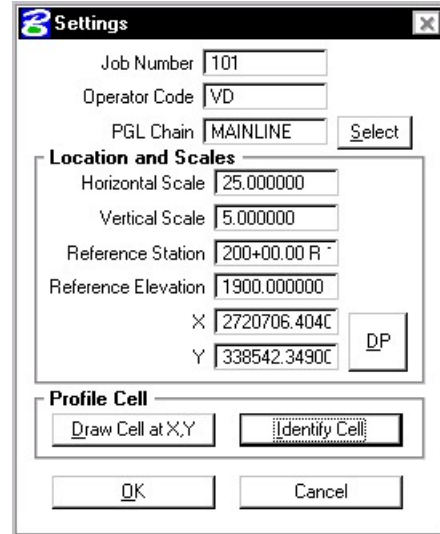 Settings
Job Number 101
Operator Code VD
PGL Chain MAINLINE Select
Location and Scales
Horizontal Scale 25.000000
Vertical Scale 5.000000
Reference Station 200+00.00 R
Reference Elevation 1900.000000
X 2720706.404
Y 338542.3490
DP
Profile Cell
Draw Cell at X,Y Identify Cell
OK Cancel